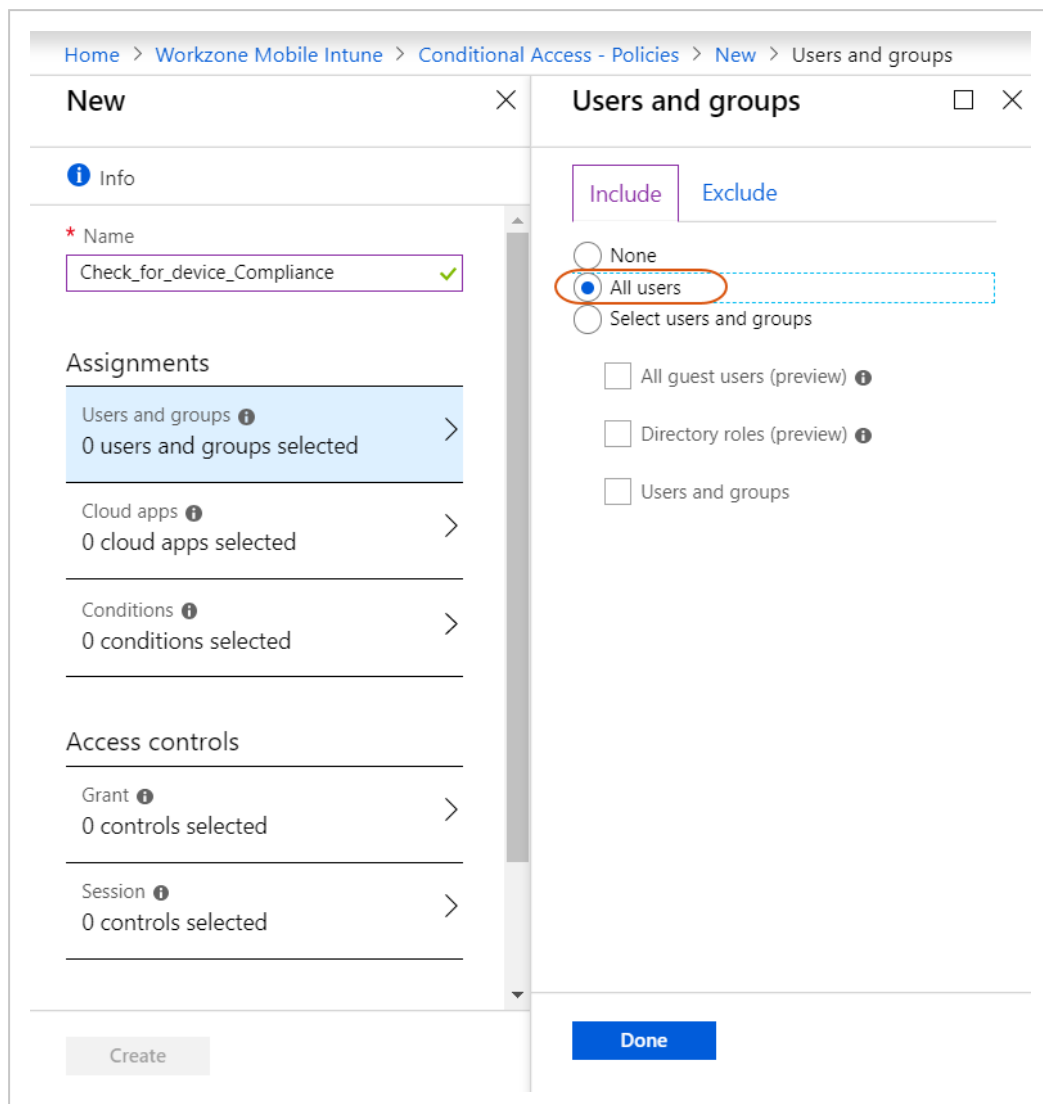 Home > Workzone Mobile Intune > Conditional Access - Policies > New > Users and groups
New
Info
* Name
Check_for_device_Compliance
Assignments
Users and groups
0 users and groups selected
Cloud apps
0 cloud apps selected
Conditions
0 conditions selected
Access controls
Grant
0 controls selected
Session
0 controls selected
Create
Users and groups
Include Exclude
None
All users
Select users and groups
All guest users (preview)
Directory roles (preview)
Users and groups
Done